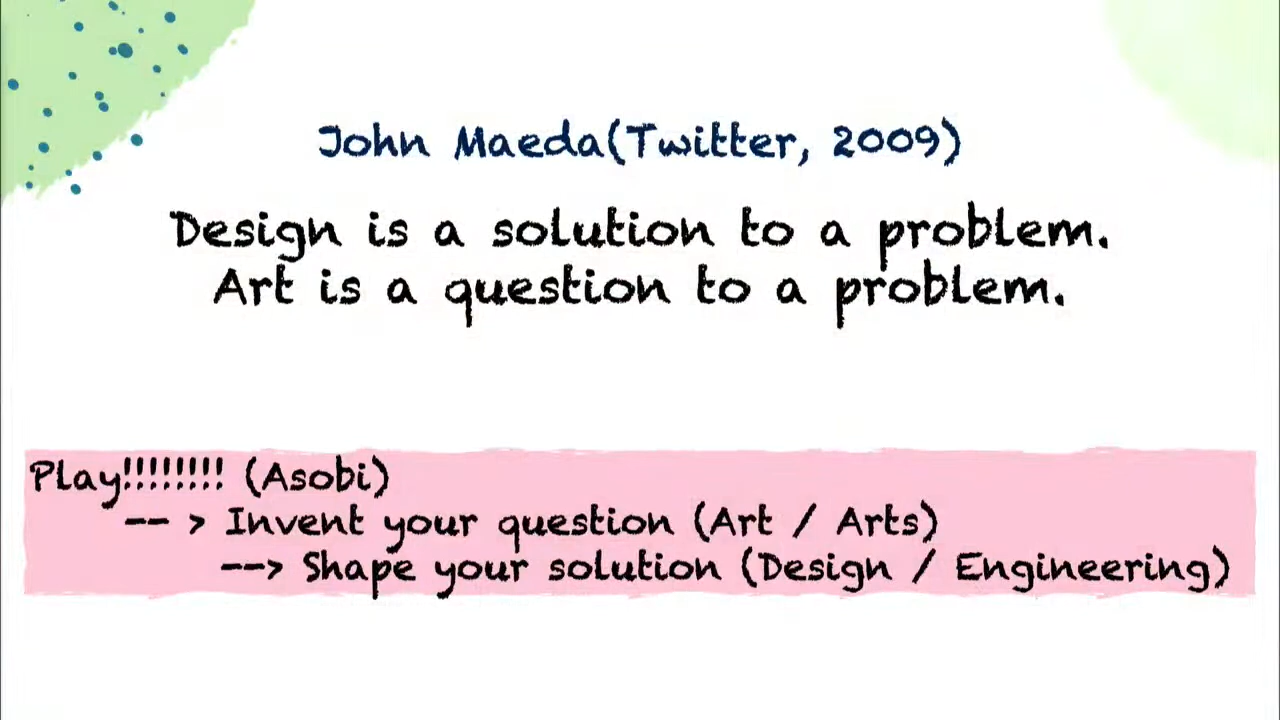 John Maeda(Twitter, 2009)
Design is a solution to a problem.
Art is a question to a problem.
Play!!!!!!!! (Asobi)
-- > Invent your question (Art / Arts)
--> Shape your solution (Design / Engineering)